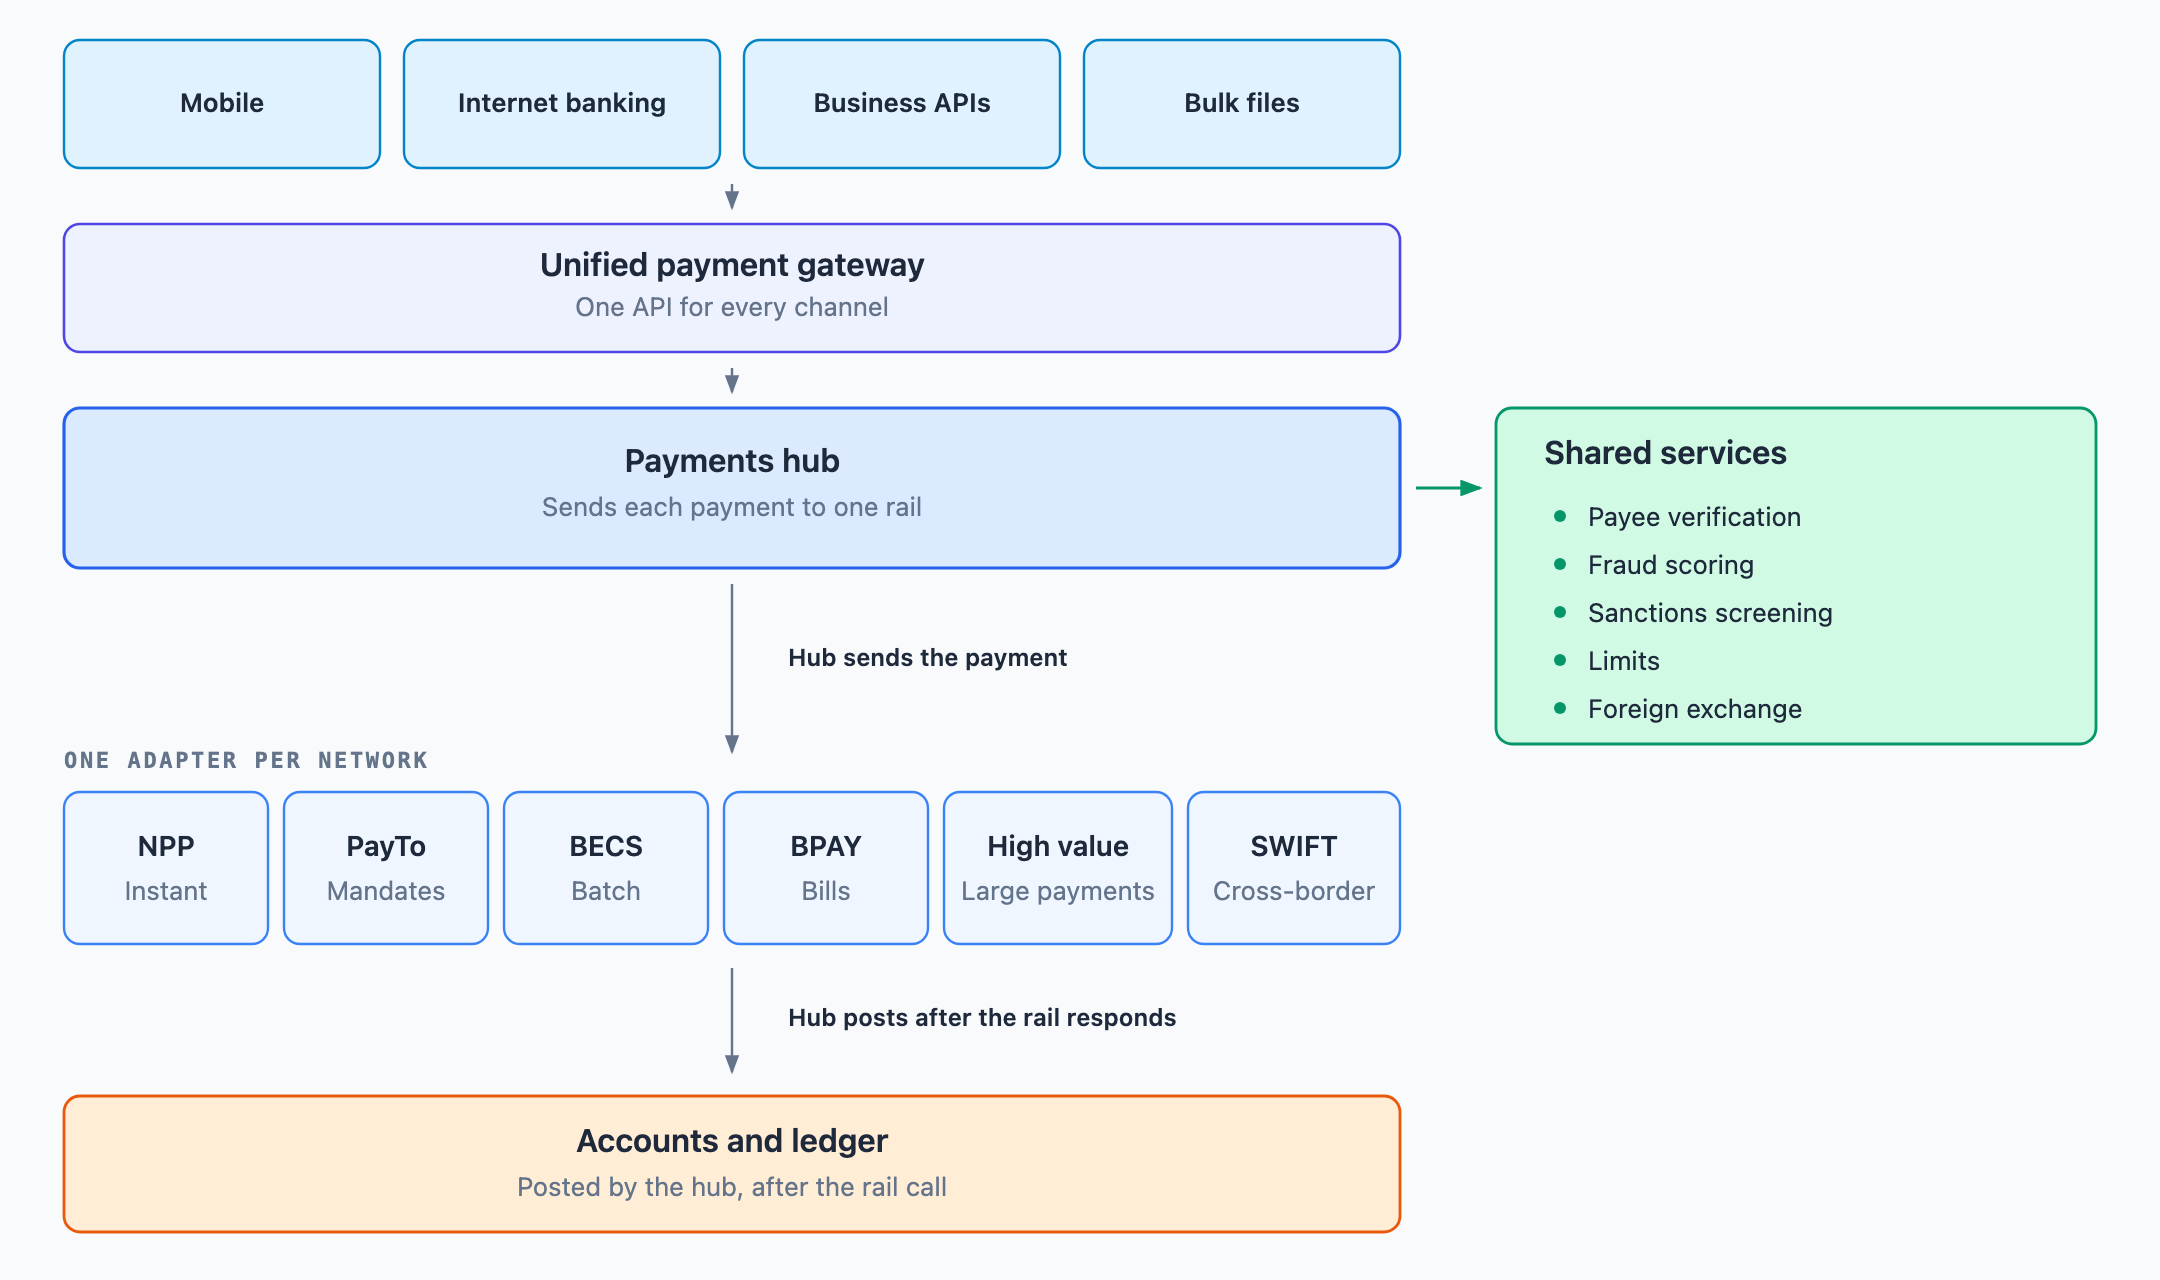 Mobile
Internet banking
Business APIs
Bulk files
Unified payment gateway
One API for every channel
Payments hub
Sends each payment to one rail
Shared services
Payee verification
Fraud scoring
Sanctions screening
Limits
Foreign exchange
Hub sends the payment
ONE ADAPTER PER NETWORK
NPP
Instant
PayTo
Mandates
BECS
Batch
BPAY
Bills
High value
Large payments
SWIFT
Cross-border
Hub posts after the rail responds
Accounts and ledger
Posted by the hub, after the rail call